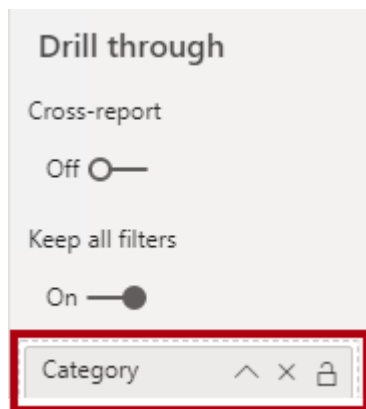 Drill through
Cross-report
Off
Keep all filters
On
Category